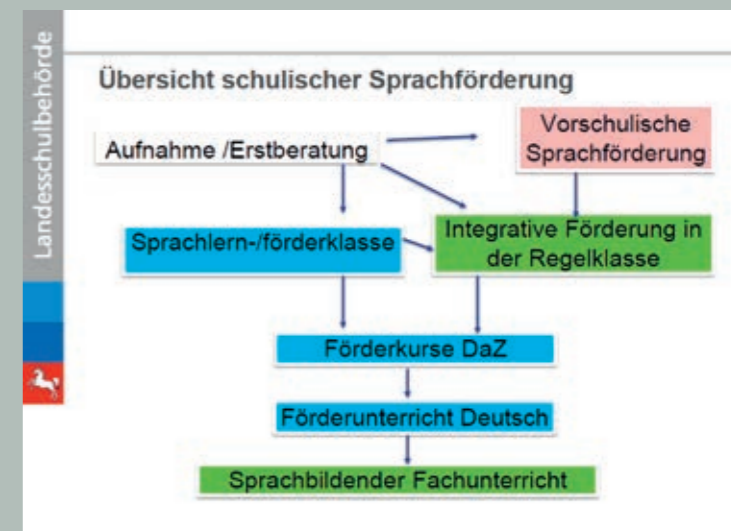 Landesschulbehörde
Übersicht schulischer Sprachförderung
Aufnahme /Erstberatung
Vorschulische
Sprachförderung
Sprachlern-/förderklasse
Integrative Förderung in
der Regelklasse
Förderkurse DaZ
Förderunterricht Deutsch
Sprachbildender Fachunterricht